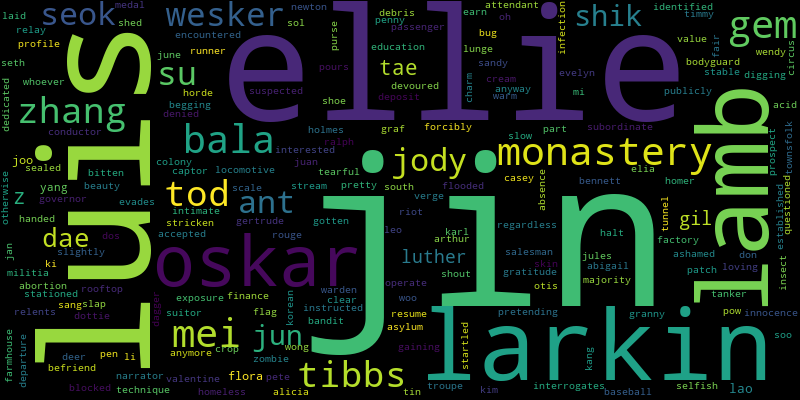 laid medal shed seok wesker encountered newton sol purse debris penny passenger earn oh attendant bug infection shik identified timmy gem
relay profile june runner luis ellie education lunge sandy evelyn bodyguard value fair wendy circus
seth whoever su horde pours tae devoured cream anyway stable digging
dedicated zhang begging suspected shoe deposit charm warm mi publicly lamb acid
conductor denied bala holmes graf forcibly slow part subordinate townsfolk
joo sealed colony interested ralph juan jody monastery prospect
bitten captor locomotive tearful casey elia homer questioned
otherwise z yang beauty tod scale stream pretty south verge absence bennett
governor evades intimate ant flooded jin tunnel gil established
handed stricken gertrude gotten riot regardless
dae dos accepted rouge leo karl arthur salesman halt factory don
jan slightly oskar luther shout gratitude jules abigail ashamed loving insect
ki warden operate skin majority patch
militia abortion rooftop exposure finance clear woo otis tanker
stationed sangslap dagger korean instructed
relents dottie suitor flag bandit resume pretending granny pow innocence
mei jun asylum larkin soo
farmhouse departure deer pen li anymore crop wong gaining startled kang
befriend narrator zombie tibbs
blocked technique valentine flora pete troupe interrogates selfish lao
homeless alicia tin kim baseball